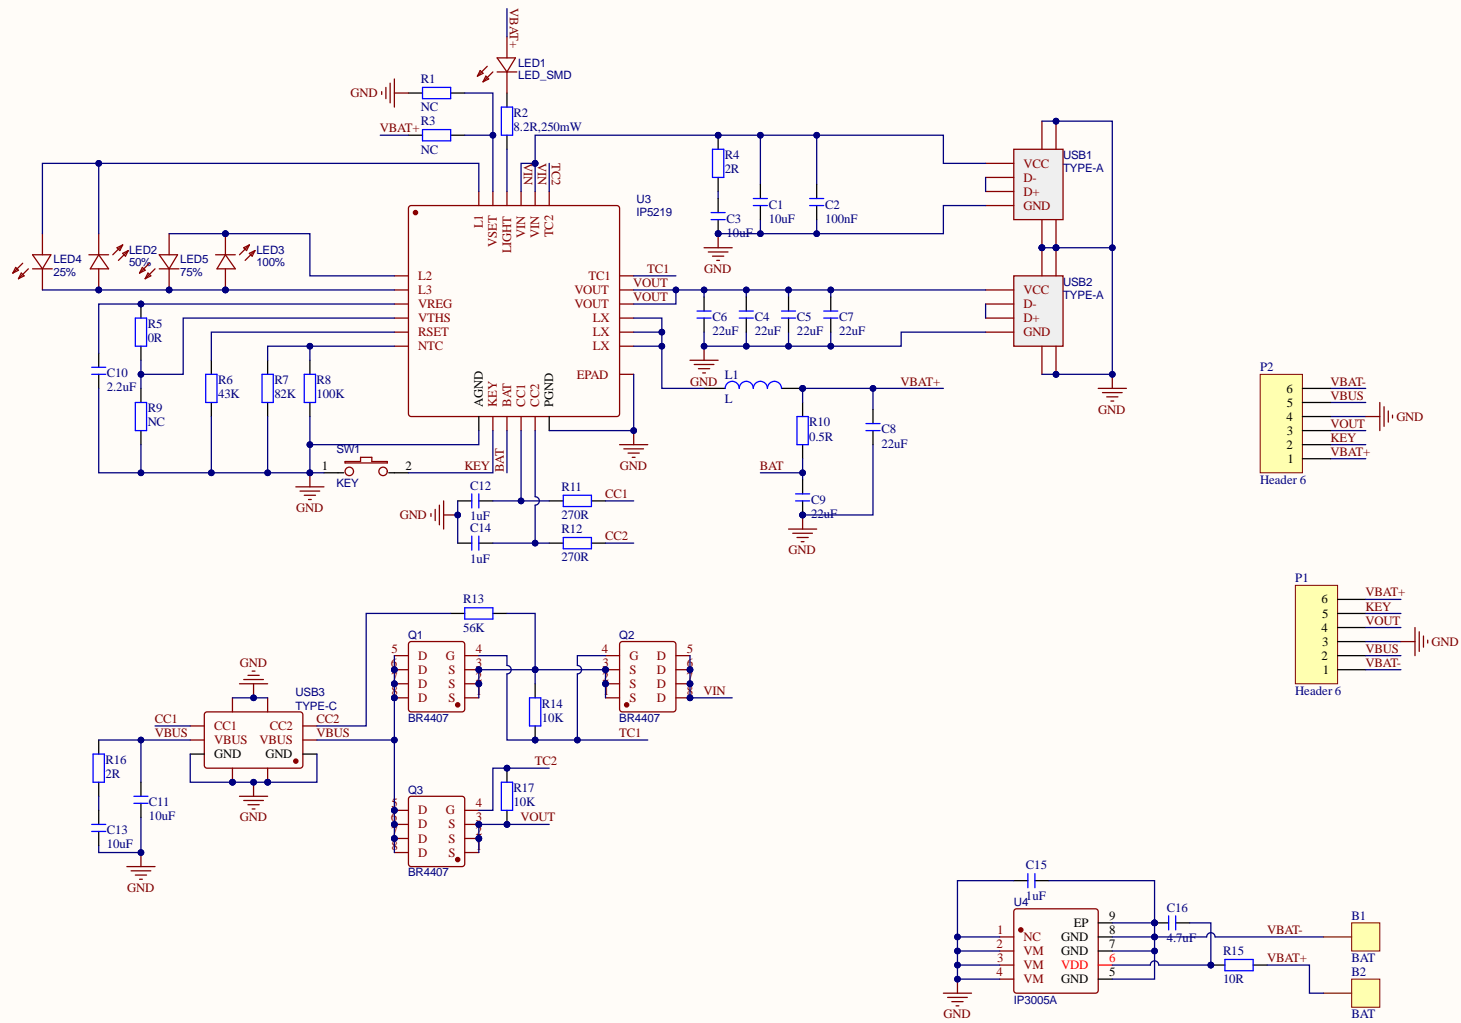 VBAT+
LED1
LED_SMD
R1
GND
NC
R2
8.2R,250mW
R3
VBAT+
NC
VIN
VIN
TC2
R4
2R
C3
10uF
C1
10uF
C2
100nF
GND
USB1
TYPE-A
VCC
D-
D+
GND
U3
IP5219
L1
VSET
LIGHT
VIN
VIN
TC2
LED4
25%
LED2
50%
LED5
75%
LED3
100%
L2
L3
VREG
VTHS
RSET
NTC
TC1
VOUT
VOUT
LX
LX
LX
EPAD
AGND
KEY
BAT
CC1
CC2
PGND
TC1
VOUT
VOUT
C6
22uF
C4
22uF
C5
22uF
C7
22uF
GND
USB2
TYPE-A
VCC
D-
D+
GND
GND
R5
0R
C10
2.2uF
R9
NC
R6
43K
R7
82K
R8
100K
L1
L
VBAT+
R10
0.5R
C8
22uF
BAT
C9
22uF
GND
GND
SW1
1
2
KEY
KEY
BAT
GND
C12
1uF
GND
C14
1uF
R11
270R
CC1
R12
270R
CC2
P2
6
5
4
3
2
1
VBAT-
VBUS
GND
VOUT
KEY
VBAT+
Header 6
P1
6
5
4
3
2
1
VBAT+
KEY
VOUT
GND
VBUS
VBAT-
Header 6
R13
56K
Q1
5
D
G
4
D
S
3
D
S
D
S
BR4407
Q2
4
G
D
5
S
D
S
D
S
D
BR4407
VIN
R14
10K
TC1
GND
USB3
TYPE-C
CC1
CC1
CC2
CC2
VBUS
VBUS
VBUS
VBUS
GND
GND
GND
R16
2R
C11
10uF
C13
10uF
GND
TC2
R17
10K
VOUT
Q3
D
G
4
D
S
D
S
D
S
BR4407
C15
1uF
U4
1
NC
2
VM
3
VM
4
VM
EP
9
GND
8
GND
7
VDD
6
GND
5
IP3005A
GND
C16
4.7uF
R15
10R
VBAT-
VBAT+
B1
BAT
B2
BAT